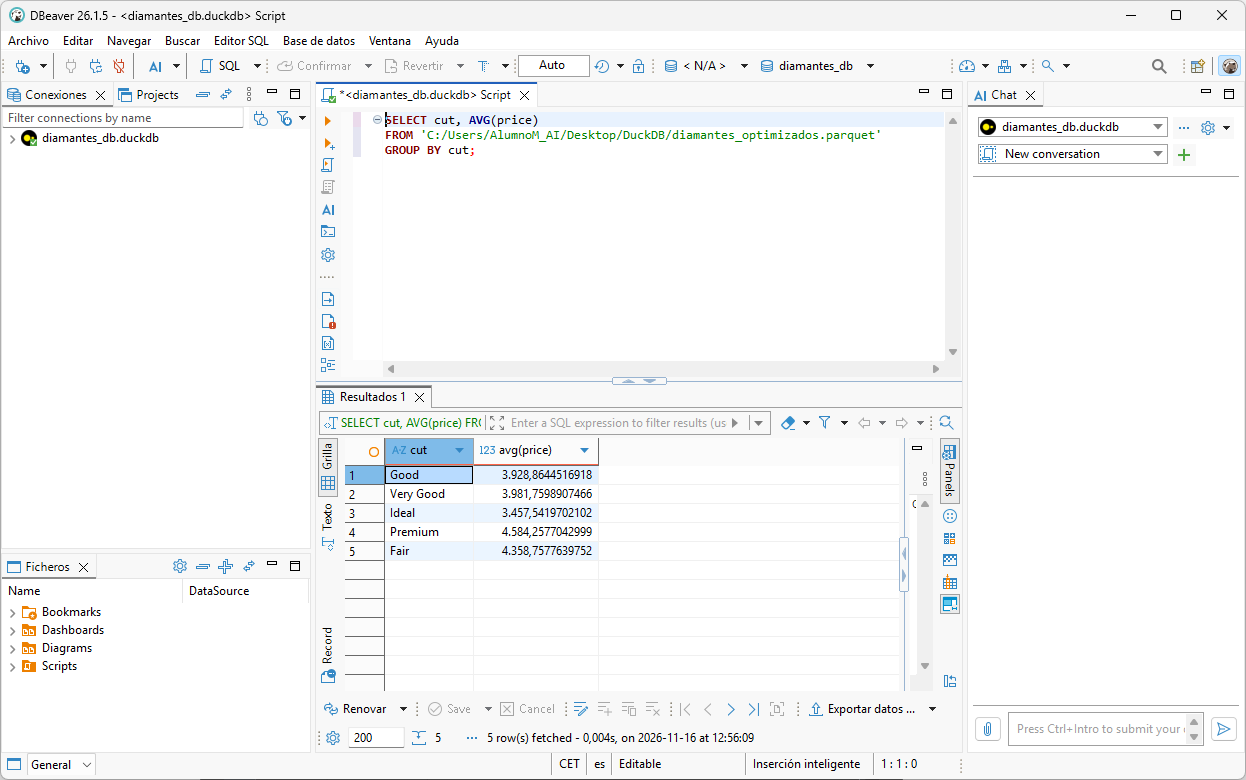 DBeaver 26.1.5 - <diamantes_db.duckdb> Script
Archivo Editar Navegar Buscar Editor SQL Base de datos Ventana Ayuda
AI SQL Confirmar Revertir T Auto < N/A > diamantes_db
Conexiones Projects
Filter connections by name
diamantes_db.duckdb
*<diamantes_db.duckdb> Script
SELECT cut, AVG(price)
FROM 'C:/Users/AlumnoM_AI/Desktop/DuckDB/diamantes_optimizados.parquet'
GROUP BY cut;
AI
AI Chat
diamantes_db.duckdb
New conversation
Resultados 1
SELECT cut, AVG(price) FRO
Enter a SQL expression to filter results (us
Grilla
Texto
Record
A-Z cut 123 avg(price)
1 Good 3.928,8644516918
2 Very Good 3.981,7598907466
3 Ideal 3.457,5419702102
4 Premium 4.584,2577042999
5 Fair 4.358,7577639752
Panels
Ficheros
Name DataSource
Bookmarks
Dashboards
Diagrams
Scripts
Renovar Save Cancel Exportar datos ...
200 5 ... 5 row(s) fetched - 0,004s, on 2026-11-16 at 12:56:09
Press Ctrl+Intro to submit your
General
CET es Editable Inserción inteligente 1 : 1 : 0